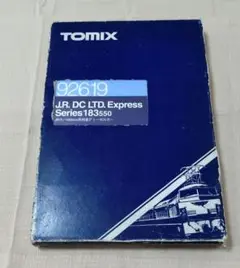 TOMIX
92619
J.R. DC LTD. Express
Series 183 550